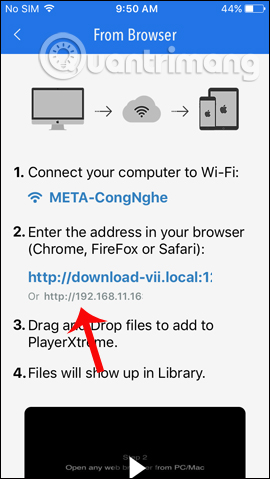 No SIM 9:50 AM 44%
From Browser
Quantrimang
1. Connect your computer to Wi-Fi:
META-CongNghe
2. Enter the address in your browser
(Chrome, FireFox or Safari):
http://download-vii.local:12
Or http://192.168.11.16
3. Drag and Drop files to add to
PlayerXtreme.
4. Files will show up in Library.
Step 2
Open any web browser from PC/Mac